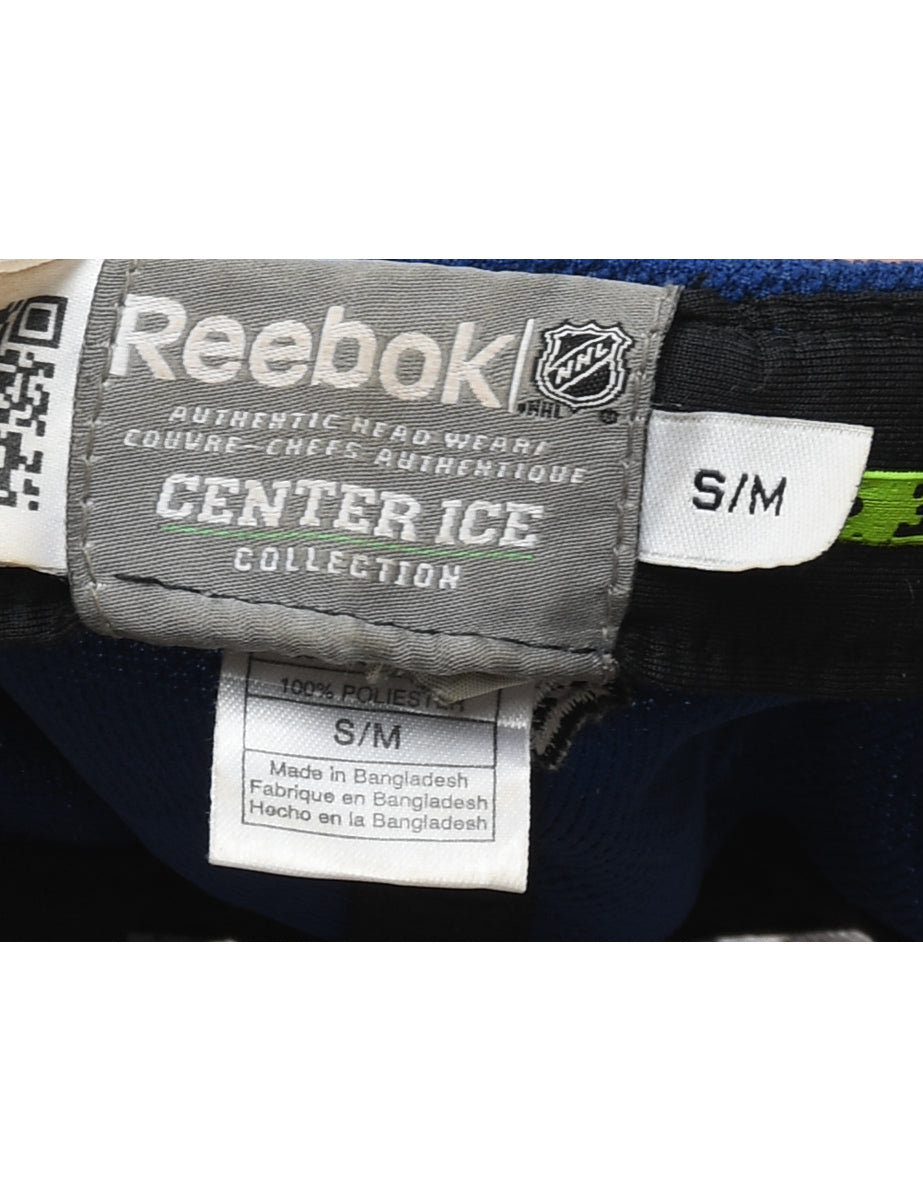 Reebok
NHL
NHL
AUTHENTIC HEAD WEAR/
COUVRE-CHEFS AUTHENTIQUE
CENTER ICE
COLLECTION
S/M
100% POLIESTER
S/M
Made in Bangladesh
Fabrique en Bangladesh
Hecho en la Bangladesh